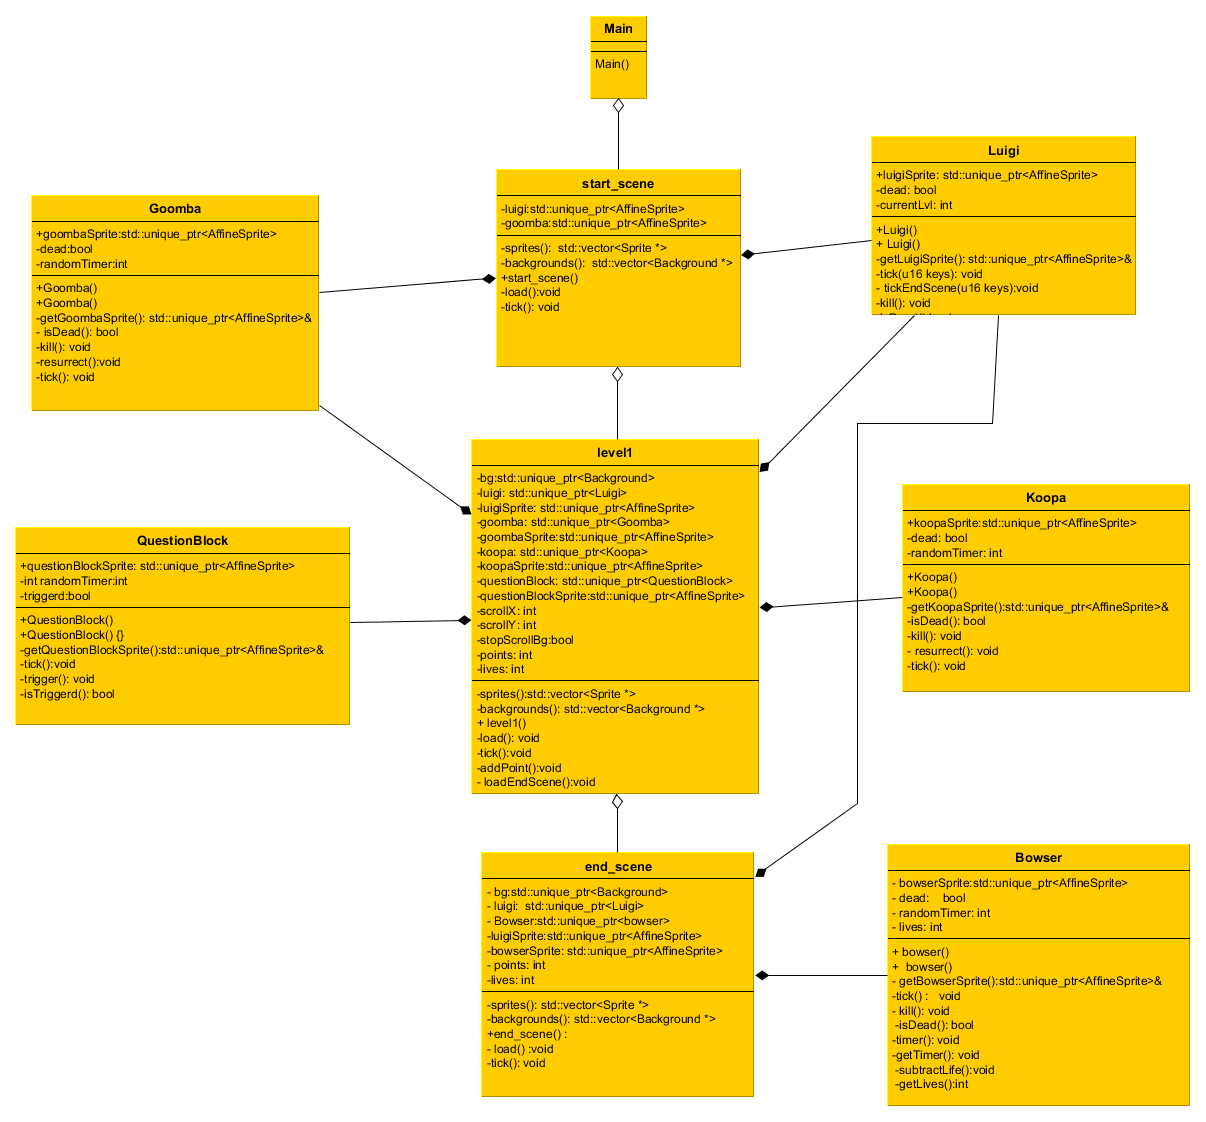 Main
Main()
Luigi
+luigiSprite: std::unique_ptr<AffineSprite>
-dead: bool
-currentLvl: int
+Luigi()
+ Luigi()
-getLuigiSprite(): std::unique_ptr<AffineSprite>&
-tick(u16 keys): void
- tickEndScene(u16 keys):void
-kill(): void
start_scene
-luigi:std::unique_ptr<AffineSprite>
-goomba:std::unique_ptr<AffineSprite>
-sprites():  std::vector<Sprite *>
-backgrounds():  std::vector<Background *>
+start_scene()
-load():void
-tick(): void
Goomba
+goombaSprite:std::unique_ptr<AffineSprite>
-dead:bool
-randomTimer:int
+Goomba()
+Goomba()
-getGoombaSprite(): std::unique_ptr<AffineSprite>&
- isDead(): bool
-kill(): void
-resurrect():void
-tick(): void
level1
-bg:std::unique_ptr<Background>
-luigi: std::unique_ptr<Luigi>
-luigiSprite: std::unique_ptr<AffineSprite>
-goomba: std::unique_ptr<Goomba>
-goombaSprite:std::unique_ptr<AffineSprite>
-koopa: std::unique_ptr<Koopa>
-koopaSprite:std::unique_ptr<AffineSprite>
-questionBlock: std::unique_ptr<QuestionBlock>
-questionBlockSprite:std::unique_ptr<AffineSprite>
-scrollX: int
-scrollY: int
-stopScrollBg:bool
-points: int
-lives: int
-sprites():std::vector<Sprite *>
-backgrounds(): std::vector<Background *>
+ level1()
-load(): void
-tick():void
-addPoint():void
- loadEndScene():void
Koopa
+koopaSprite:std::unique_ptr<AffineSprite>
-dead: bool
-randomTimer: int
+Koopa()
+Koopa()
-getKoopaSprite():std::unique_ptr<AffineSprite>&
-isDead(): bool
-kill(): void
- resurrect(): void
-tick(): void
QuestionBlock
+questionBlockSprite: std::unique_ptr<AffineSprite>
-int randomTimer:int
-triggerd:bool
+QuestionBlock()
+QuestionBlock() {}
-getQuestionBlockSprite():std::unique_ptr<AffineSprite>&
-tick():void
-trigger(): void
-isTriggerd(): bool
end_scene
- bg:std::unique_ptr<Background>
- luigi:  std::unique_ptr<Luigi>
- Bowser:std::unique_ptr<bowser>
-luigiSprite:std::unique_ptr<AffineSprite>
-bowserSprite: std::unique_ptr<AffineSprite>
- points: int
-lives: int
-sprites(): std::vector<Sprite *>
-backgrounds(): std::vector<Background *>
+end_scene() :
- load() :void
-tick(): void
Bowser
- bowserSprite:std::unique_ptr<AffineSprite>
- dead:    bool
- randomTimer: int
- lives: int
+ bowser()
+  bowser()
- getBowserSprite():std::unique_ptr<AffineSprite>&
-tick() :   void
- kill(): void
-isDead(): bool
-timer(): void
-getTimer(): void
-subtractLife():void
-getLives():int